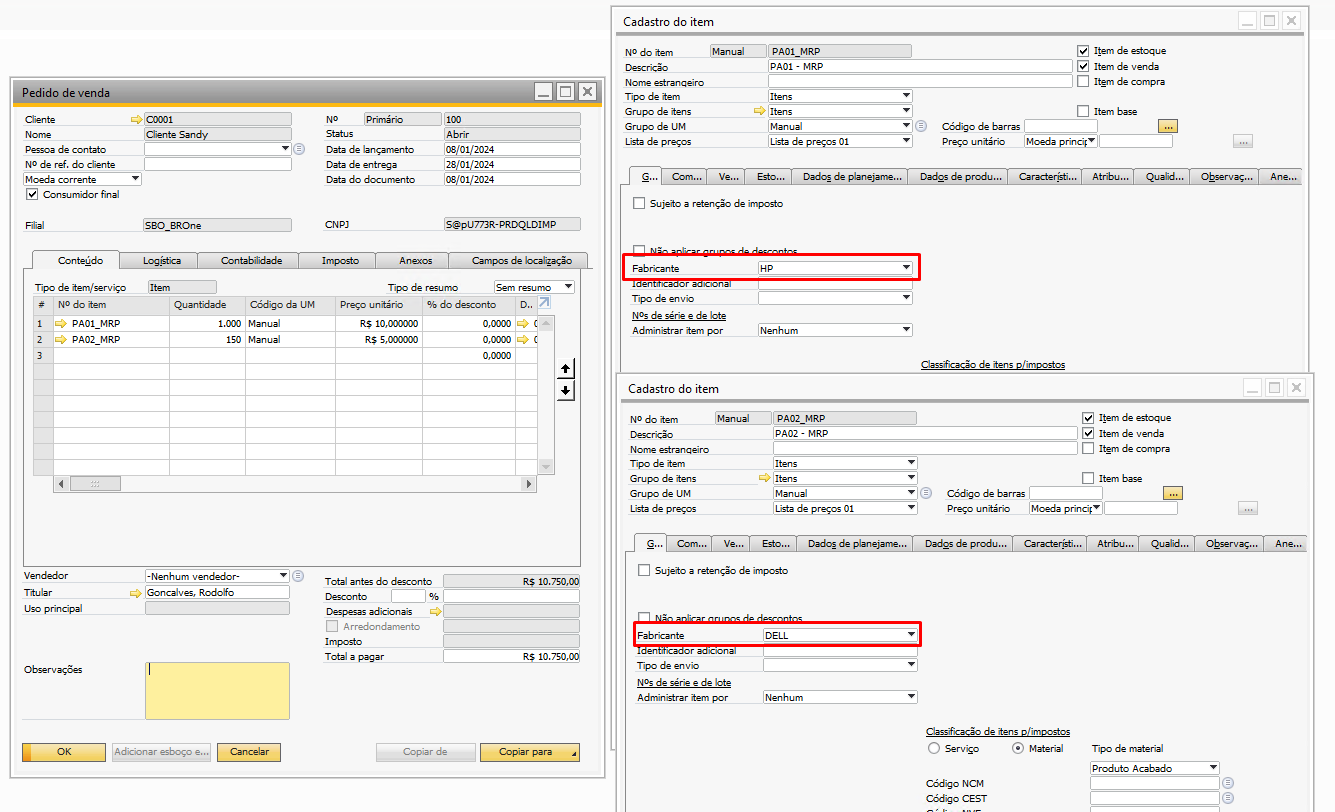 Pedido de venda
Cliente C0001
Nome Cliente Sandy
Pessoa de contato
Nº de ref. do cliente
Moeda corrente
Consumidor final
Filial SBO_BROne
Nº Primário 100
Status Abrir
Data de lançamento 08/01/2024
Data de entrega 28/01/2024
Data do documento 08/01/2024
CNPJ S@pU773R-PRDQLDIMP
Conteúdo Logística Contabilidade Imposto Anexos Campos de localização
Tipo de item/serviço Item Tipo de resumo Sem resumo
# Nº do item Quantidade Código da UM Preço unitário % do desconto D..
1 PA01_MRP 1.000 Manual R$ 10,000000 0,0000
2 PA02_MRP 150 Manual R$ 5,000000 0,0000
3 0,0000
Vendedor -Nenhum vendedor-
Titular Goncalves, Rodolfo
Uso principal
Observações
Total antes do desconto R$ 10.750,00
Desconto %
Despesas adicionais
Arredondamento
Imposto
Total a pagar R$ 10.750,00
OK Adicionar esboço e... Cancelar Copiar de Copiar para
Cadastro do item
Nº do item Manual PA01_MRP
Descrição PA01 - MRP
Nome estrangeiro
Tipo de item Itens
Grupo de itens Itens
Grupo de UM Manual
Lista de preços Lista de preços 01
Item de estoque
Item de venda
Item de compra
Item base
Código de barras ...
Preço unitário Moeda princip ...
G... Com... Ve... Esto... Dados de planejame... Dados de produ... Característi... Atribu... Qualid... Observaç... Ane...
Sujeito a retenção de imposto
Não aplicar grupos de descontos
Fabricante HP
Identificador adicional
Tipo de envio
Nºs de série e de lote
Administrar item por Nenhum
Classificação de itens p/impostos
Cadastro do item
Nº do item Manual PA02_MRP
Descrição PA02 - MRP
Nome estrangeiro
Tipo de item Itens
Grupo de itens Itens
Grupo de UM Manual
Lista de preços Lista de preços 01
Item de estoque
Item de venda
Item de compra
Item base
Código de barras ...
Preço unitário Moeda princip ...
G... Com... Ve... Esto... Dados de planejame... Dados de produ... Característi... Atribu... Qualid... Observaç... Ane...
Sujeito a retenção de imposto
Não aplicar grupos de descontos
Fabricante DELL
Identificador adicional
Tipo de envio
Nºs de série e de lote
Administrar item por Nenhum
Classificação de itens p/impostos
Serviço Material Tipo de material
Produto Acabado
Código NCM
Código CEST